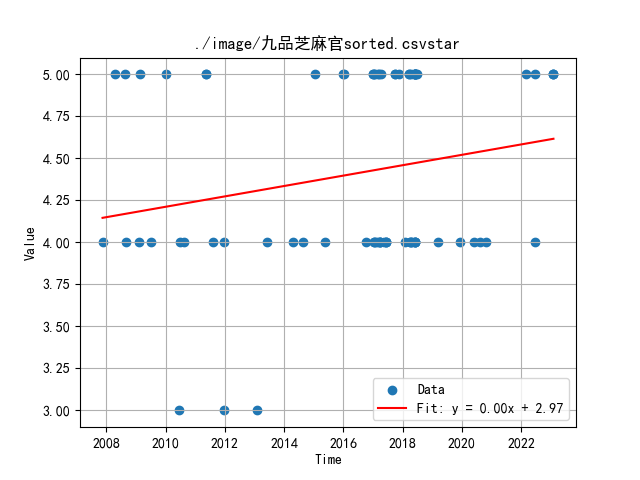 ./image/九品芝麻官sorted.csvstar
5.00
4.75
4.50
4.25
4.00
3.75
3.50
3.25
3.00
Value
Data
Fit: y = 0.00x + 2.97
2008 2010 2012 2014 2016 2018 2020 2022
Time